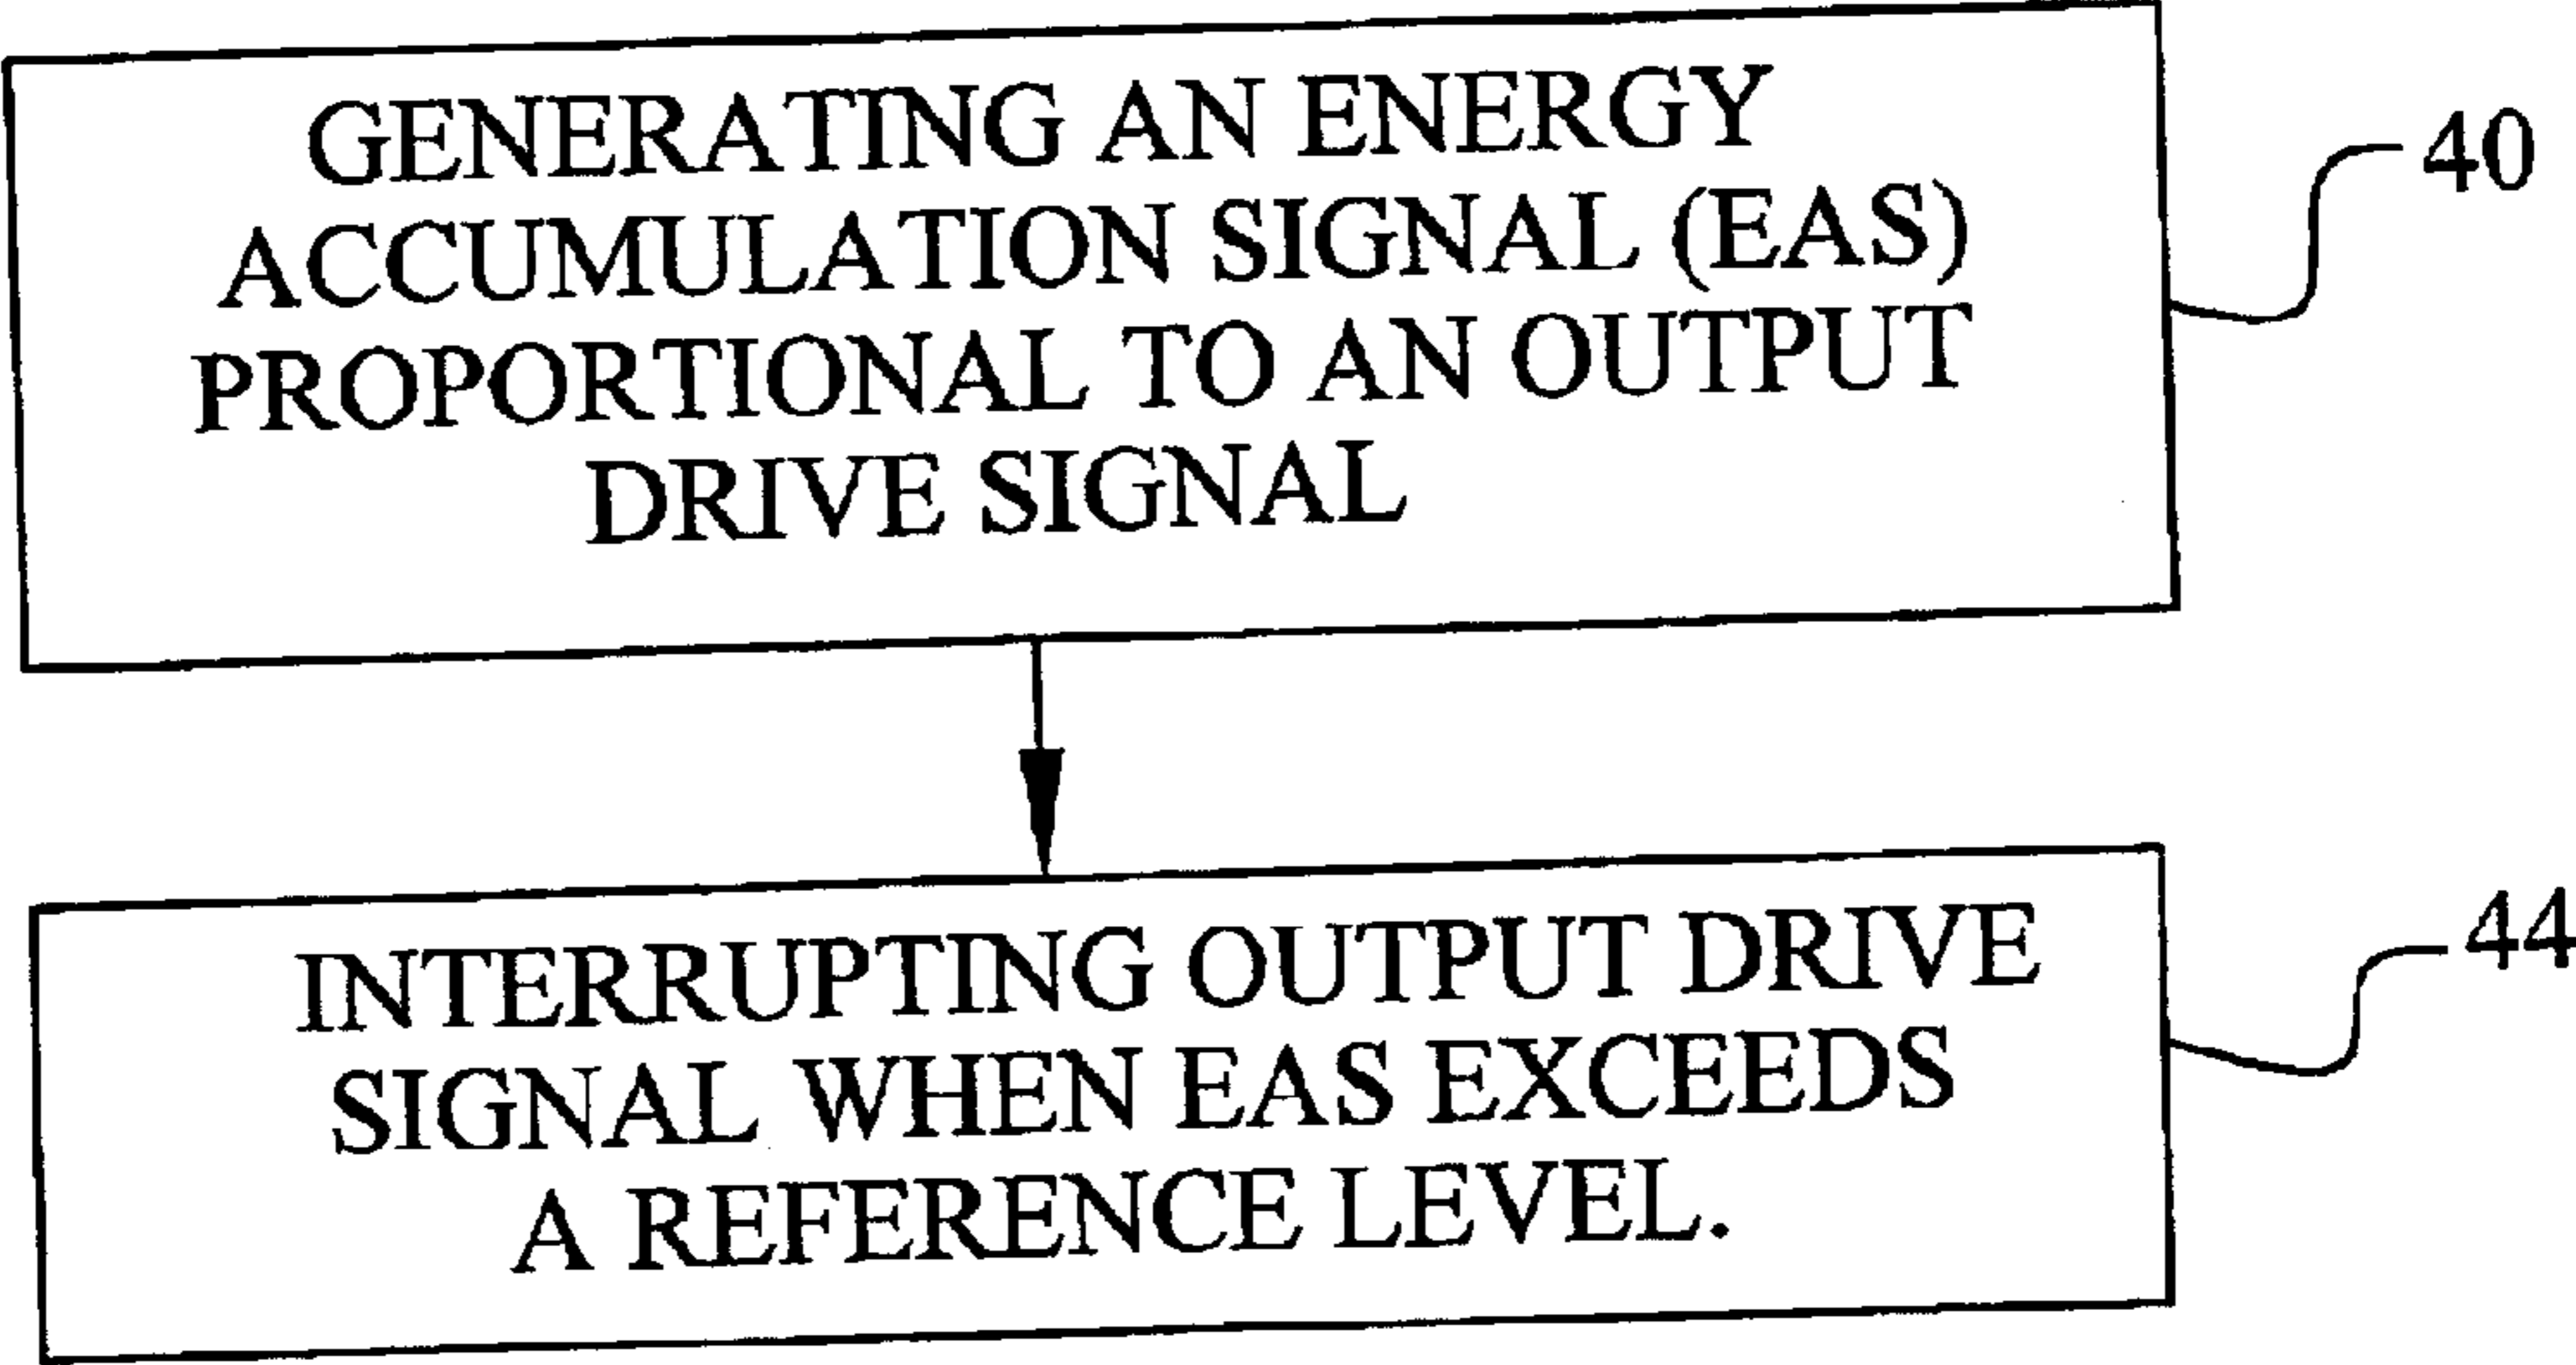 GENERATING AN ENERGY
ACCUMULATION SIGNAL (EAS)
PROPORTIONAL TO AN OUTPUT
DRIVE SIGNAL
40
INTERRUPTING OUTPUT DRIVE
SIGNAL WHEN EAS EXCEEDS
A REFERENCE LEVEL.
44